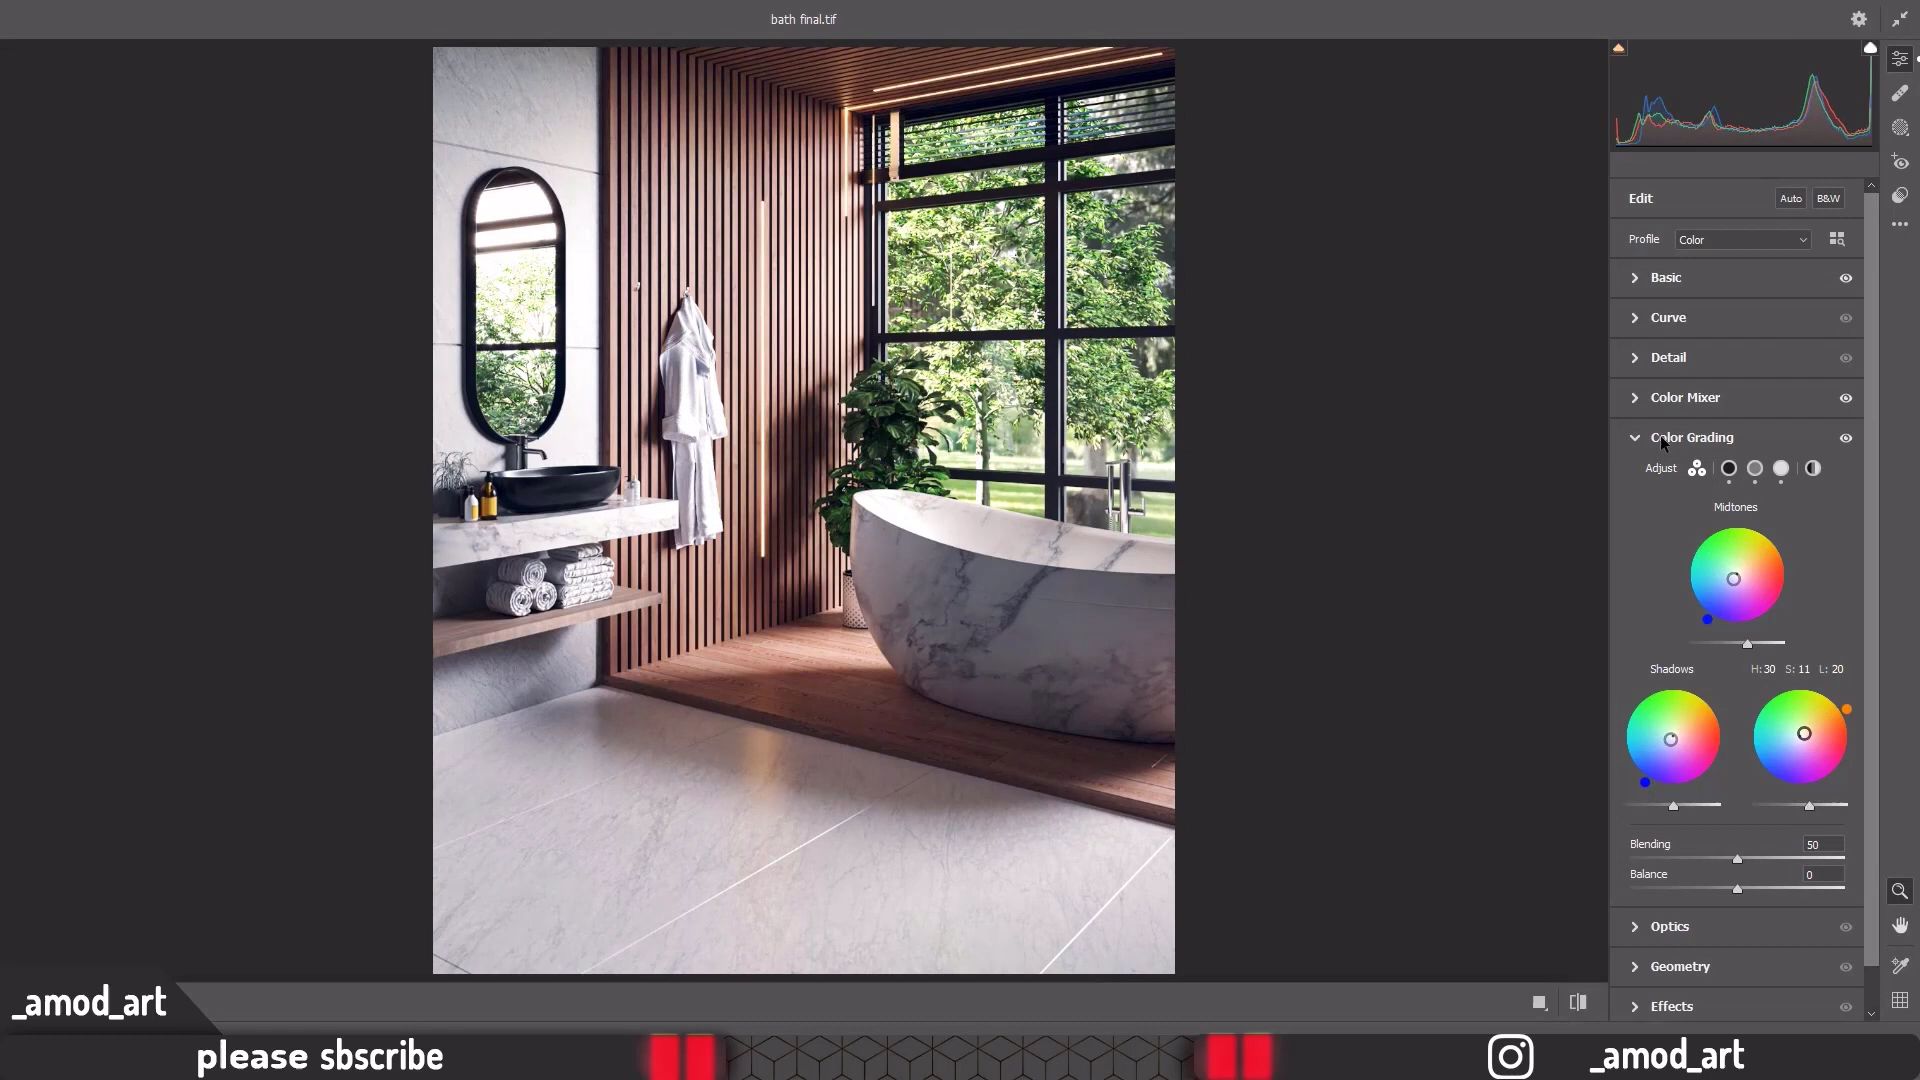 bath final.tif
Edit
Auto
B&W
Profile
Color
Basic
Curve
Detail
Color Mixer
Color Grading
Adjust
Midtones
Shadows
H: 30 S: 11 L: 20
Blending
50
Balance
0
Optics
Geometry
Effects
_amod_art
please sbscribe
_amod_art